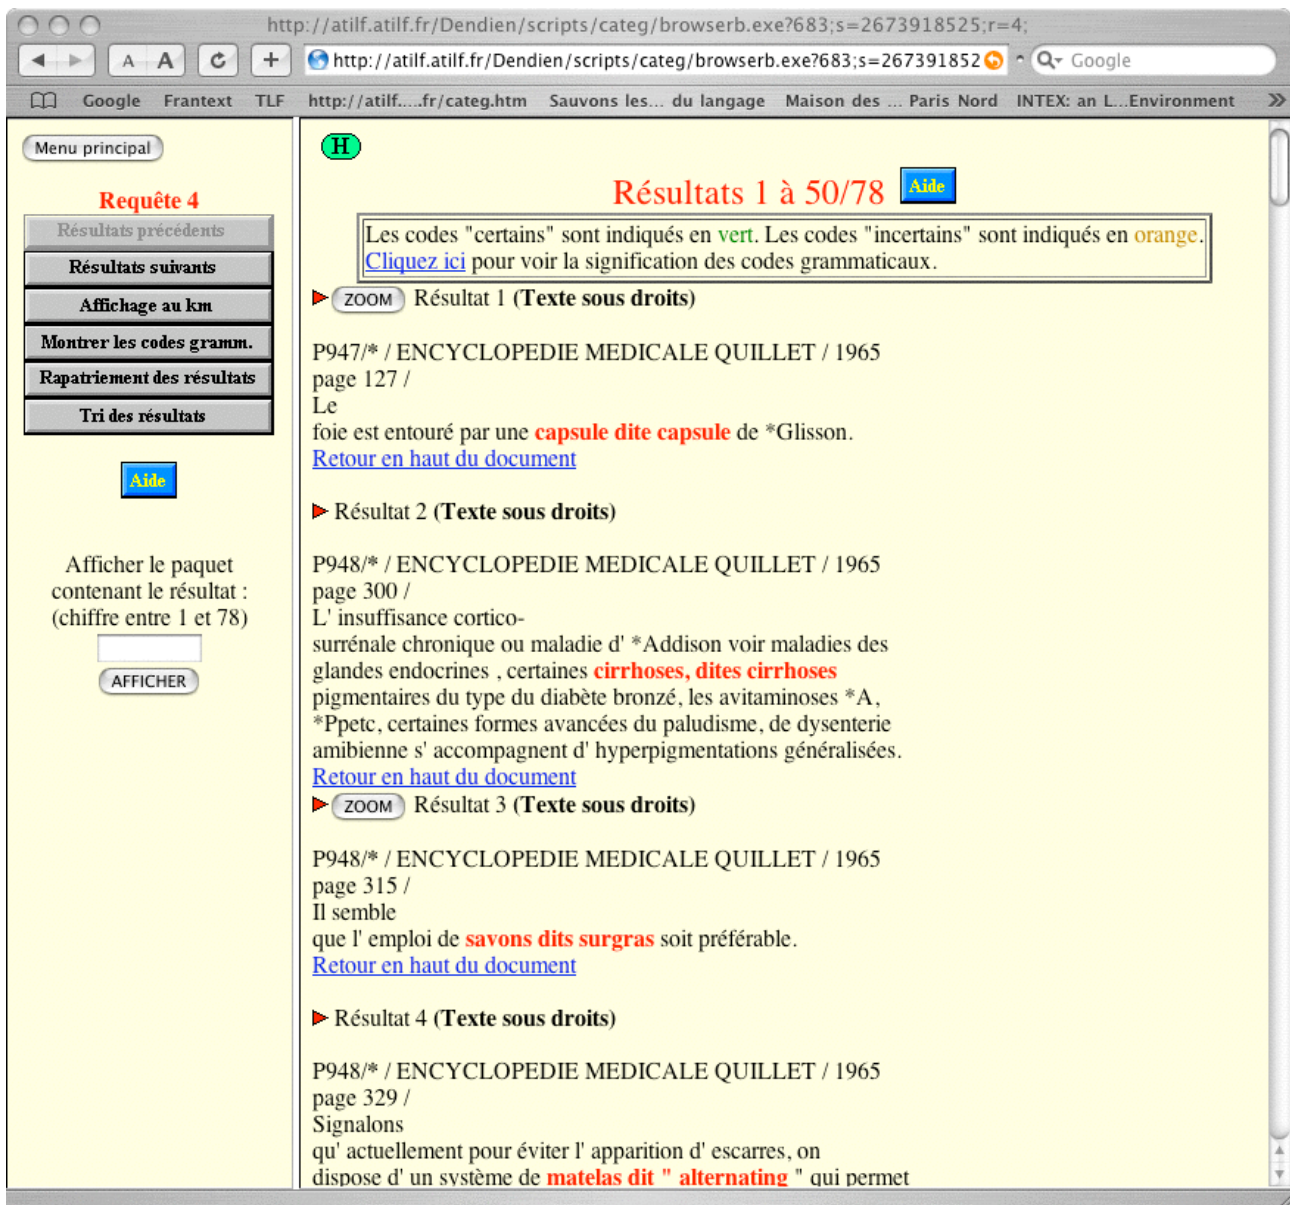 http://atilf.atilf.fr/Dendien/scripts/categ/browserb.exe?683;s=2673918525;r=4;
A A C + http://atilf.atilf.fr/Dendien/scripts/categ/browserb.exe?683;s=267391852 Google
Google Frantext TLF http://atilf.....fr/categ.htm Sauvons les... du langage Maison des ... Paris Nord INTEX: an L...Environment »
Menu principal
Requête 4
Résultats précédents
Résultats suivants
Affichage au km
Montrer les codes gramm.
Rapatriement des résultats
Tri des résultats
Aide
Afficher le paquet
contenant le résultat :
(chiffre entre 1 et 78)
AFFICHER
H
Résultats 1 à 50/78 Aide
Les codes "certains" sont indiqués en vert. Les codes "incertains" sont indiqués en orange.
Cliquez ici pour voir la signification des codes grammaticaux.
ZOOM Résultat 1 (Texte sous droits)
P947/* / ENCYCLOPEDIE MEDICALE QUILLET / 1965
page 127 /
Le
foie est entouré par une capsule dite capsule de *Glisson.
Retour en haut du document
Résultat 2 (Texte sous droits)
P948/* / ENCYCLOPEDIE MEDICALE QUILLET / 1965
page 300 /
L' insuffisance cortico-
surrénale chronique ou maladie d' *Addison voir maladies des
glandes endocrines , certaines cirrhoses, dites cirrhoses
pigmentaires du type du diabète bronzé, les avitaminoses *A,
*Ppetc, certaines formes avancées du paludisme, de dysenterie
amibienne s' accompagnent d' hyperpigmentations généralisées.
Retour en haut du document
ZOOM Résultat 3 (Texte sous droits)
P948/* / ENCYCLOPEDIE MEDICALE QUILLET / 1965
page 315 /
Il semble
que l' emploi de savons dits surgras soit préférable.
Retour en haut du document
Résultat 4 (Texte sous droits)
P948/* / ENCYCLOPEDIE MEDICALE QUILLET / 1965
page 329 /
Signalons
qu' actuellement pour éviter l' apparition d' escarres, on
dispose d' un système de matelas dit " alternating " qui permet